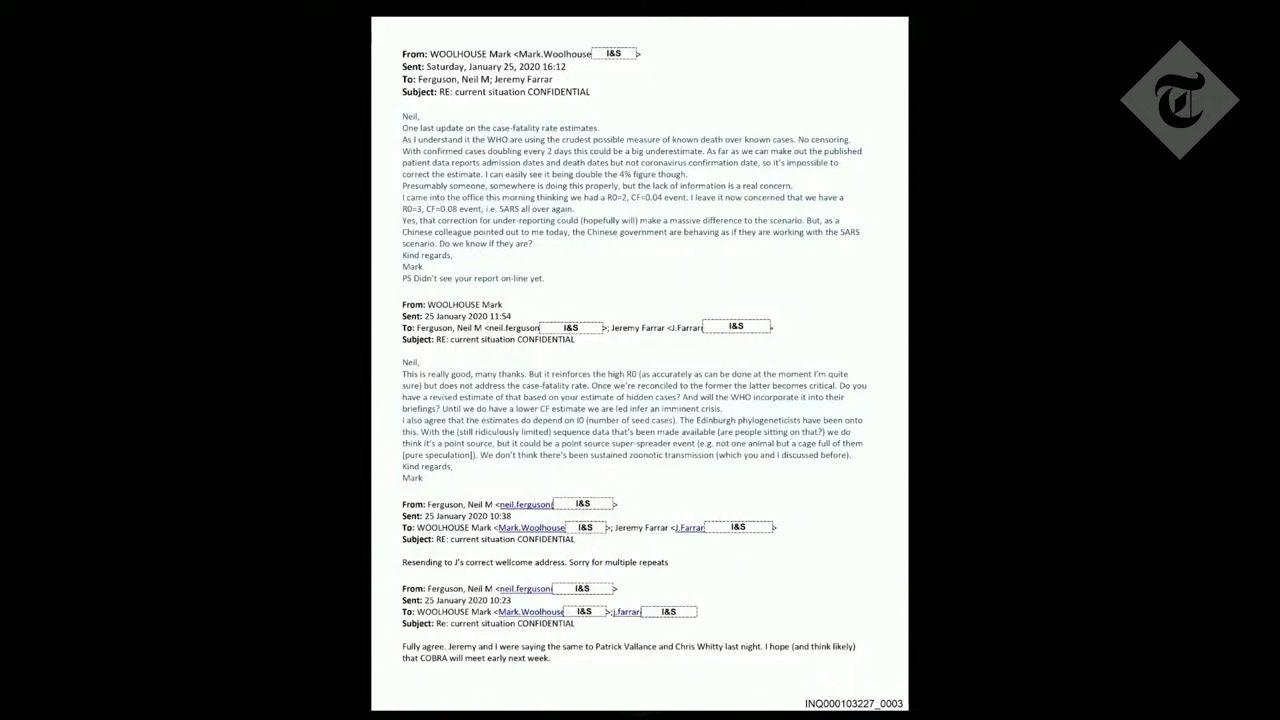 From: WOOLHOUSE Mark <Mark.Woolhouse I&S >
Sent: Saturday, January 25, 2020 16:12
To: Ferguson, Neil M; Jeremy Farrar
Subject: RE: current situation CONFIDENTIAL
Neil,
One last update on the case-fatality rate estimates.
As I understand it the WHO are using the crudest possible measure of known death over known cases. No censoring.
With confirmed cases doubling every 2 days this could be a big underestimate. As far as we can make out the published
patient data reports admission dates and death dates but not coronavirus confirmation date, so it's impossible to
correct the estimate. I can easily see it being double the 4% figure though.
Presumably someone, somewhere is doing this properly, but the lack of information is a real concern.
I came into the office this morning thinking we had a R0=2, CF=0.04 event. I leave it now concerned that we have a
R0=3, CF=0.08 event, i.e. SARS all over again.
Yes, that correction for under-reporting could (hopefully will) make a massive difference to the scenario. But, as a
Chinese colleague pointed out to me today, the Chinese government are behaving as if they are working with the SARS
scenario. Do we know if they are?
Kind regards,
Mark
PS Didn't see your report on-line yet.
From: WOOLHOUSE Mark
Sent: 25 January 2020 11:54
To: Ferguson, Neil M <neil.ferguson I&S >; Jeremy Farrar <J.Farrar I&S >
Subject: RE: current situation CONFIDENTIAL
Neil,
This is really good, many thanks. But it reinforces the high R0 (as accurately as can be done at the moment I'm quite
sure) but does not address the case-fatality rate. Once we're reconciled to the former the latter becomes critical. Do you
have a revised estimate of that based on your estimate of hidden cases? And will the WHO incorporate it into their
briefings? Until we do have a lower CF estimate we are led infer an imminent crisis.
I also agree that the estimates do depend on I0 (number of seed cases). The Edinburgh phylogeneticists have been onto
this. With the (still ridiculously limited) sequence data that's been made available (are people sitting on that?) we do
think it's a point source, but it could be a point source super-spreader event (e.g. not one animal but a cage full of them
[pure speculation]). We don't think there's been sustained zoonotic transmission (which you and I discussed before).
Kind regards,
Mark
From: Ferguson, Neil M <neil.ferguson I&S >
Sent: 25 January 2020 10:38
To: WOOLHOUSE Mark <Mark.Woolhouse I&S >; Jeremy Farrar <J.Farrar I&S >
Subject: RE: current situation CONFIDENTIAL
Resending to J's correct wellcome address. Sorry for multiple repeats
From: Ferguson, Neil M <neil.ferguson I&S >
Sent: 25 January 2020 10:23
To: WOOLHOUSE Mark <Mark.Woolhouse I&S >;j.farrar I&S
Subject: Re: current situation CONFIDENTIAL
Fully agree. Jeremy and I were saying the same to Patrick Vallance and Chris Whitty last night. I hope (and think likely)
that COBRA will meet early next week.
INQ000103227_0003
T